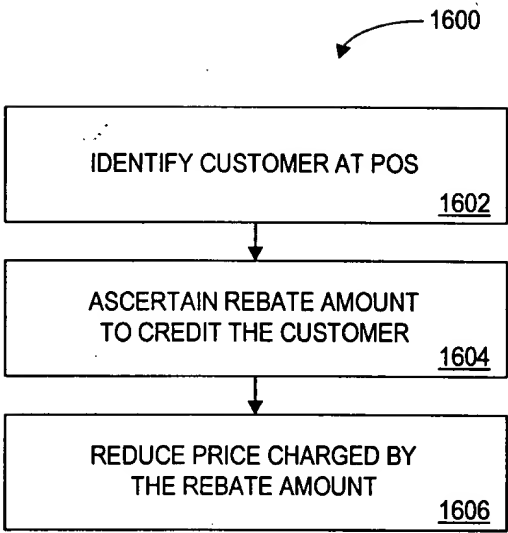 1600
IDENTIFY CUSTOMER AT POS
1602
ASCERTAIN REBATE AMOUNT
TO CREDIT THE CUSTOMER
1604
REDUCE PRICE CHARGED BY
THE REBATE AMOUNT
1606